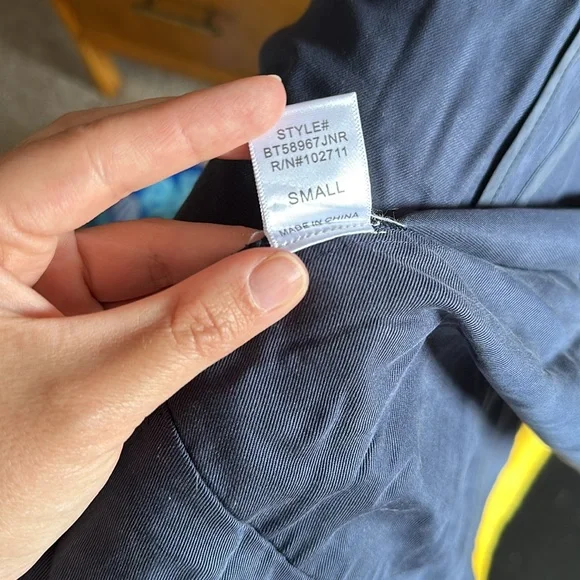 STYLE#
BT58967JNR
R/N#102711
SMALL
MADE IN CHINA